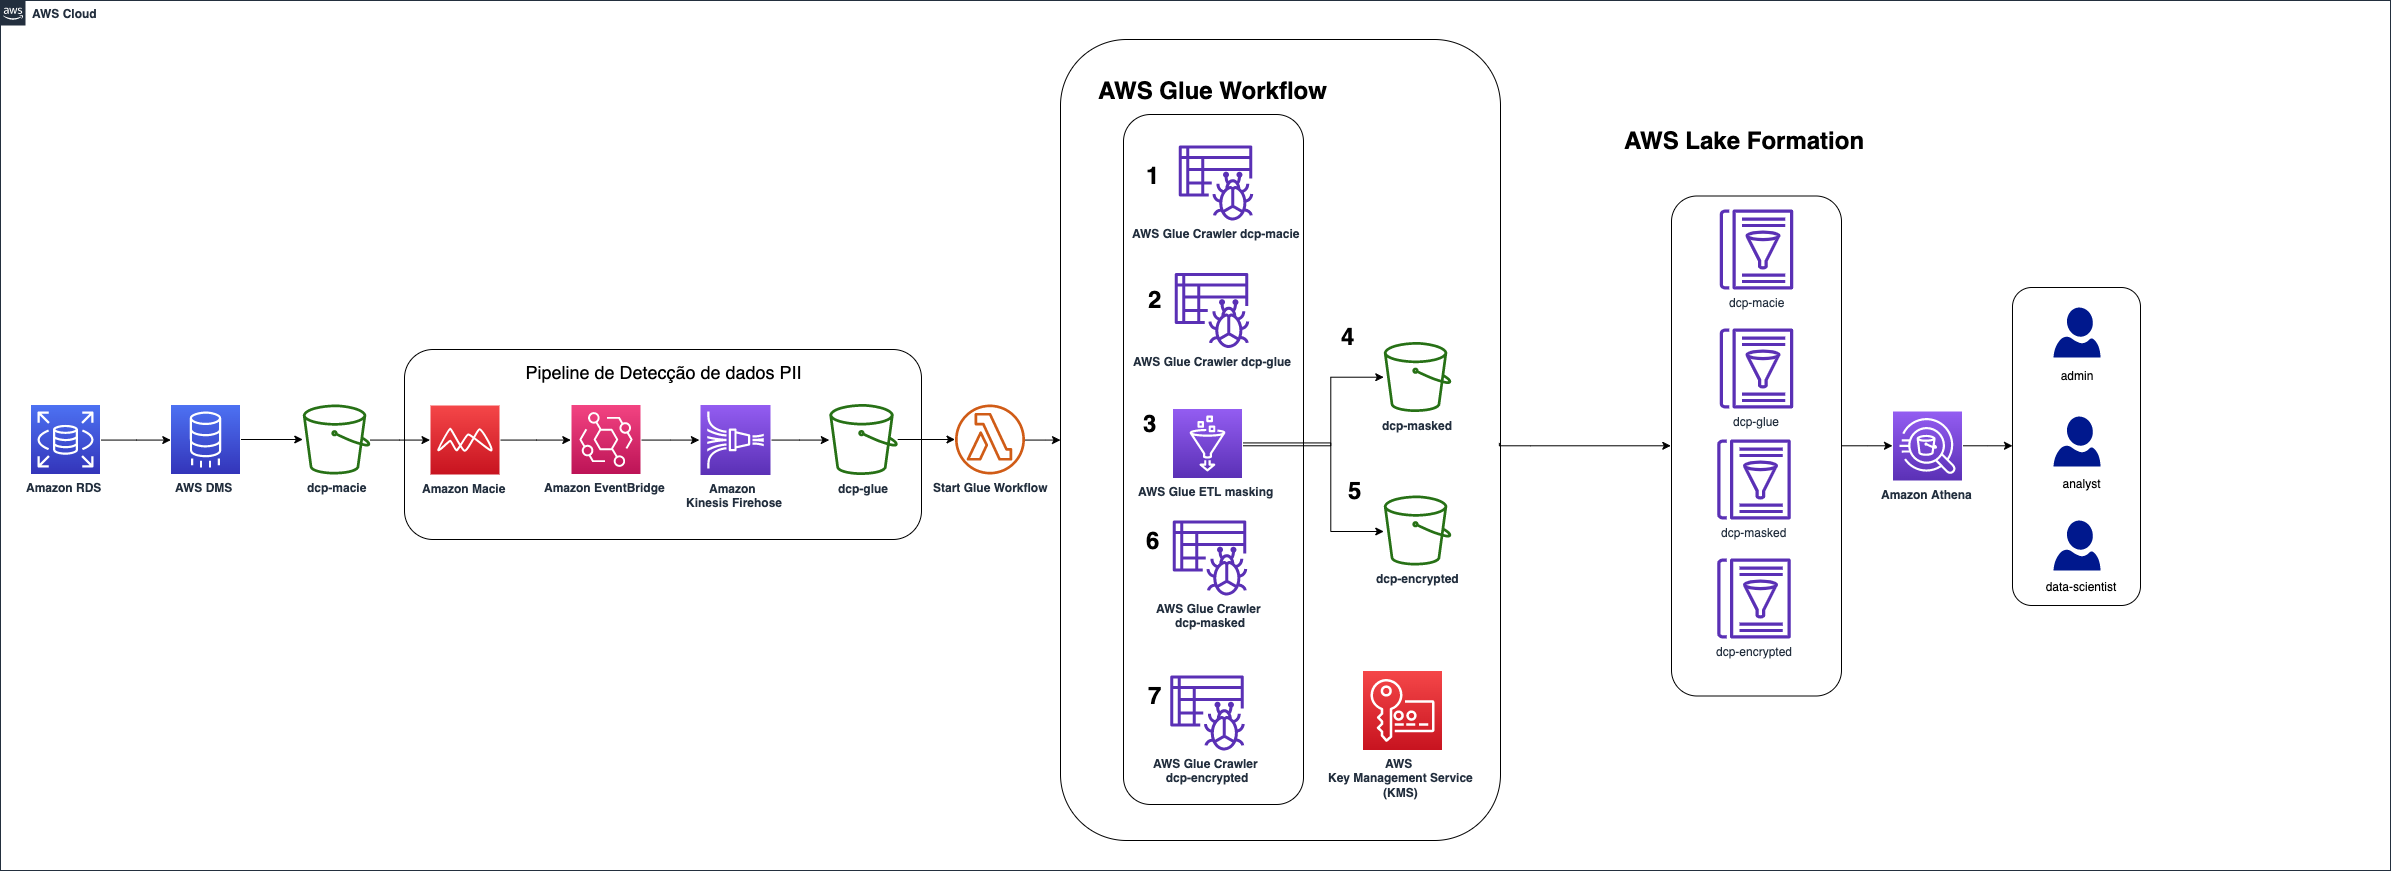 aws
AWS Cloud
Amazon RDS
AWS DMS
dcp-macie
Pipeline de Detecção de dados PII
Amazon Macie
Amazon EventBridge
Amazon
Kinesis Firehose
dcp-glue
Start Glue Workflow
AWS Glue Workflow
1
AWS Glue Crawler dcp-macie
2
AWS Glue Crawler dcp-glue
3
AWS Glue ETL masking
4
dcp-masked
5
dcp-encrypted
6
AWS Glue Crawler
dcp-masked
7
AWS Glue Crawler
dcp-encrypted
AWS
Key Management Service
(KMS)
AWS Lake Formation
dcp-macie
dcp-glue
dcp-masked
dcp-encrypted
Amazon Athena
admin
analyst
data-scientist